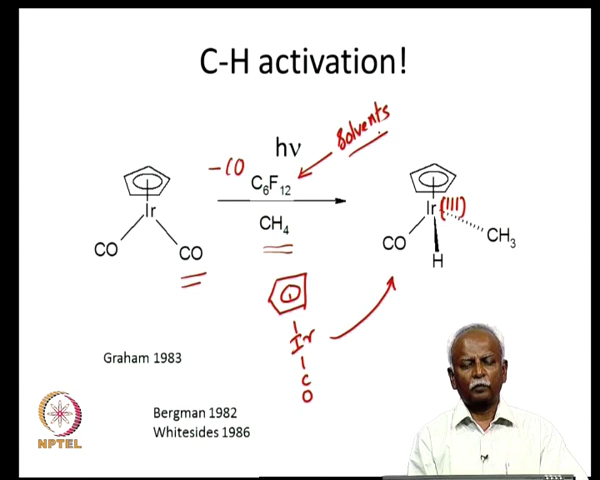 C-H activation!
Solvents
hν
-CO
C₆F₁₂
CH₄
Ir
CO
CO
Ir(III)
CO
H
CH₃
Ir
C
O
Graham 1983
Bergman 1982
Whitesides 1986
NPTEL